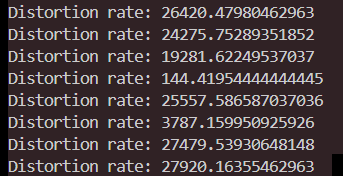 Distortion rate: 26420.47980462963
Distortion rate: 24275.75289351852
Distortion rate: 19281.62249537037
Distortion rate: 144.41954444444445
Distortion rate: 25557.586587037036
Distortion rate: 3787.159950925926
Distortion rate: 27479.53930648148
Distortion rate: 27920.16355462963